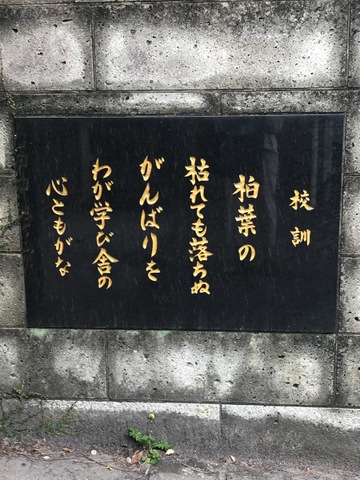 校訓
柏葉の
枯れても落ちぬ
がんばりを
わが学び舎の
心ともがな